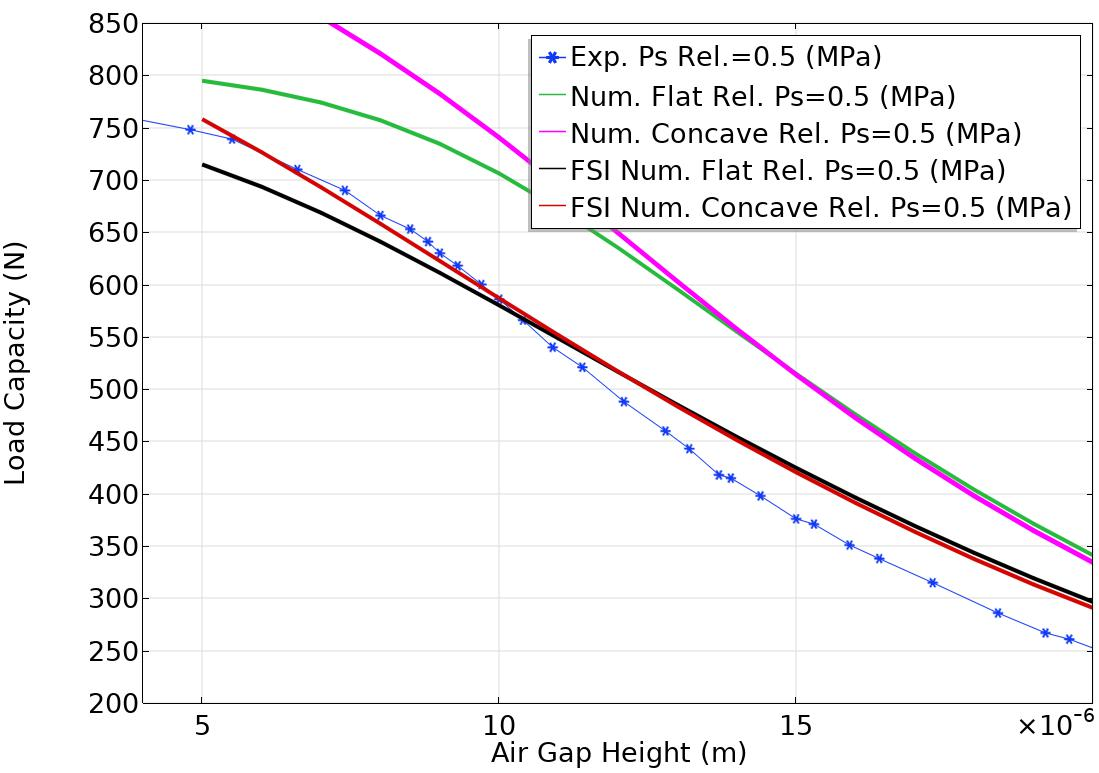 850
800
750
700
650
600
550
500
450
400
350
300
250
200
Load Capacity (N)
Exp. Ps Rel.=0.5 (MPa)
Num. Flat Rel. Ps=0.5 (MPa)
Num. Concave Rel. Ps=0.5 (MPa)
FSI Num. Flat Rel. Ps=0.5 (MPa)
FSI Num. Concave Rel. Ps=0.5 (MPa)
5 10 15 ×10⁻⁶
Air Gap Height (m)